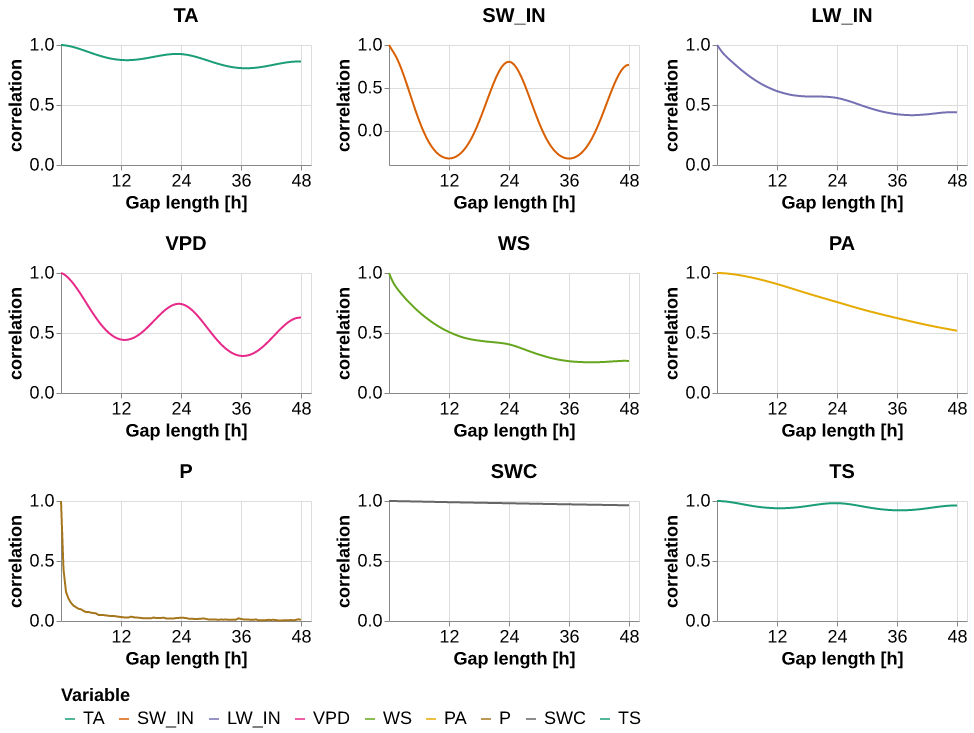 TA SW_IN LW_IN
correlation correlation correlation
1.0 0.5 0.0 1.0 0.5 0.0 1.0 0.5 0.0
12 24 36 48 12 24 36 48 12 24 36 48
Gap length [h] Gap length [h] Gap length [h]
VPD WS PA
correlation correlation correlation
1.0 0.5 0.0 1.0 0.5 0.0 1.0 0.5 0.0
12 24 36 48 12 24 36 48 12 24 36 48
Gap length [h] Gap length [h] Gap length [h]
P SWC TS
correlation correlation correlation
1.0 0.5 0.0 1.0 0.5 0.0 1.0 0.5 0.0
12 24 36 48 12 24 36 48 12 24 36 48
Gap length [h] Gap length [h] Gap length [h]
Variable
TA SW_IN LW_IN VPD WS PA P SWC TS